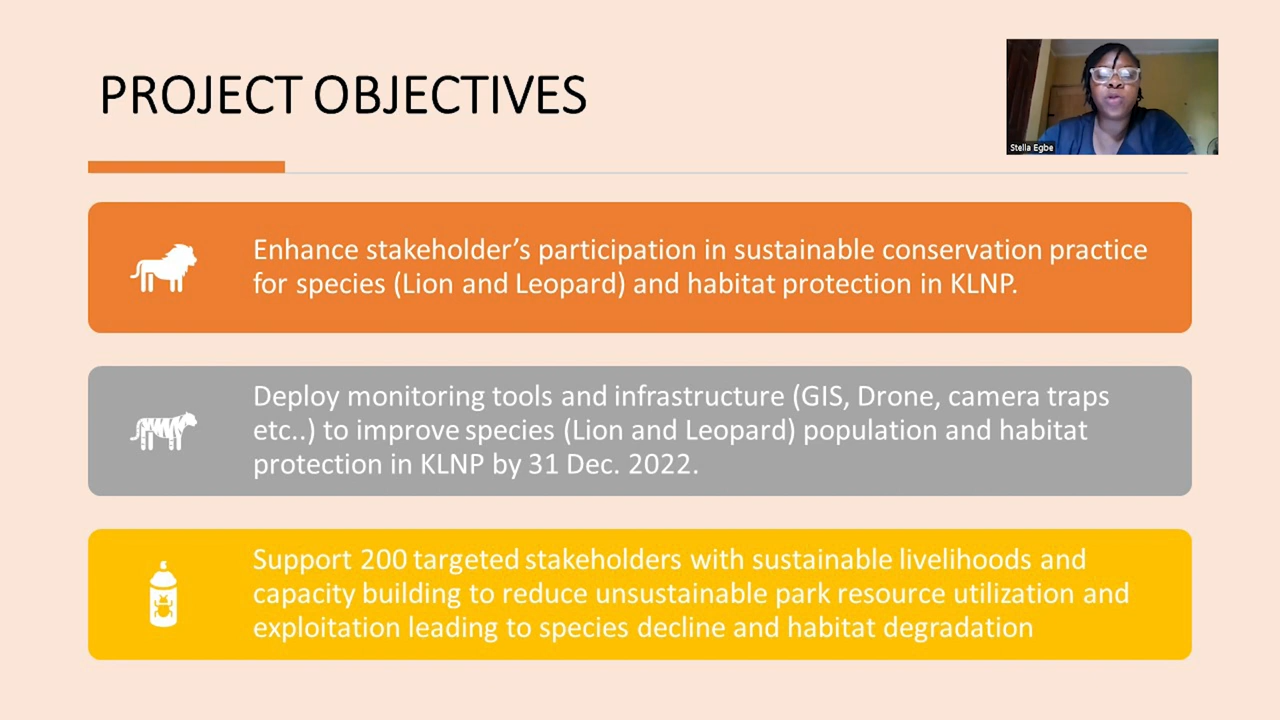 PROJECT OBJECTIVES
Stella Egbe
Enhance stakeholder’s participation in sustainable conservation practice
for species (Lion and Leopard) and habitat protection in KLNP.
Deploy monitoring tools and infrastructure (GIS, Drone, camera traps
etc..) to improve species (Lion and Leopard) population and habitat
protection in KLNP by 31 Dec. 2022.
Support 200 targeted stakeholders with sustainable livelihoods and
capacity building to reduce unsustainable park resource utilization and
exploitation leading to species decline and habitat degradation